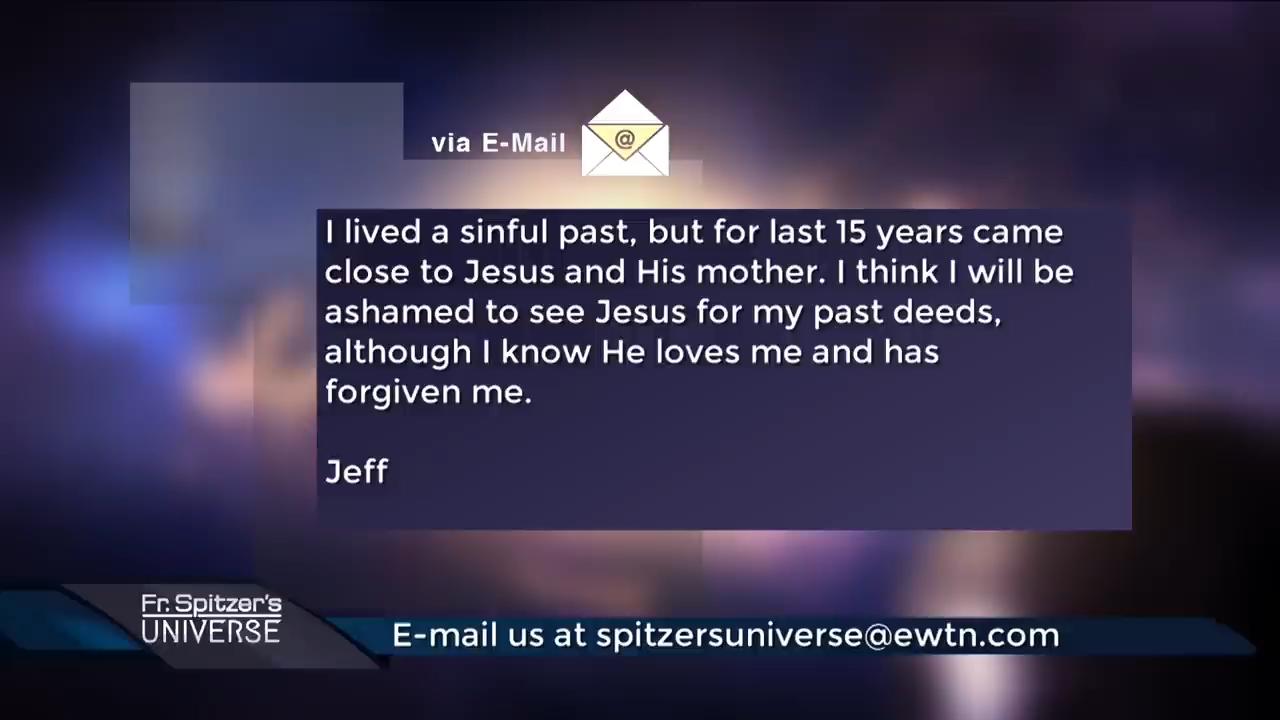 via E-Mail
@
I lived a sinful past, but for last 15 years came
close to Jesus and His mother. I think I will be
ashamed to see Jesus for my past deeds,
although I know He loves me and has
forgiven me.
Jeff
Fr. Spitzer's
UNIVERSE
E-mail us at spitzersuniverse@ewtn.com